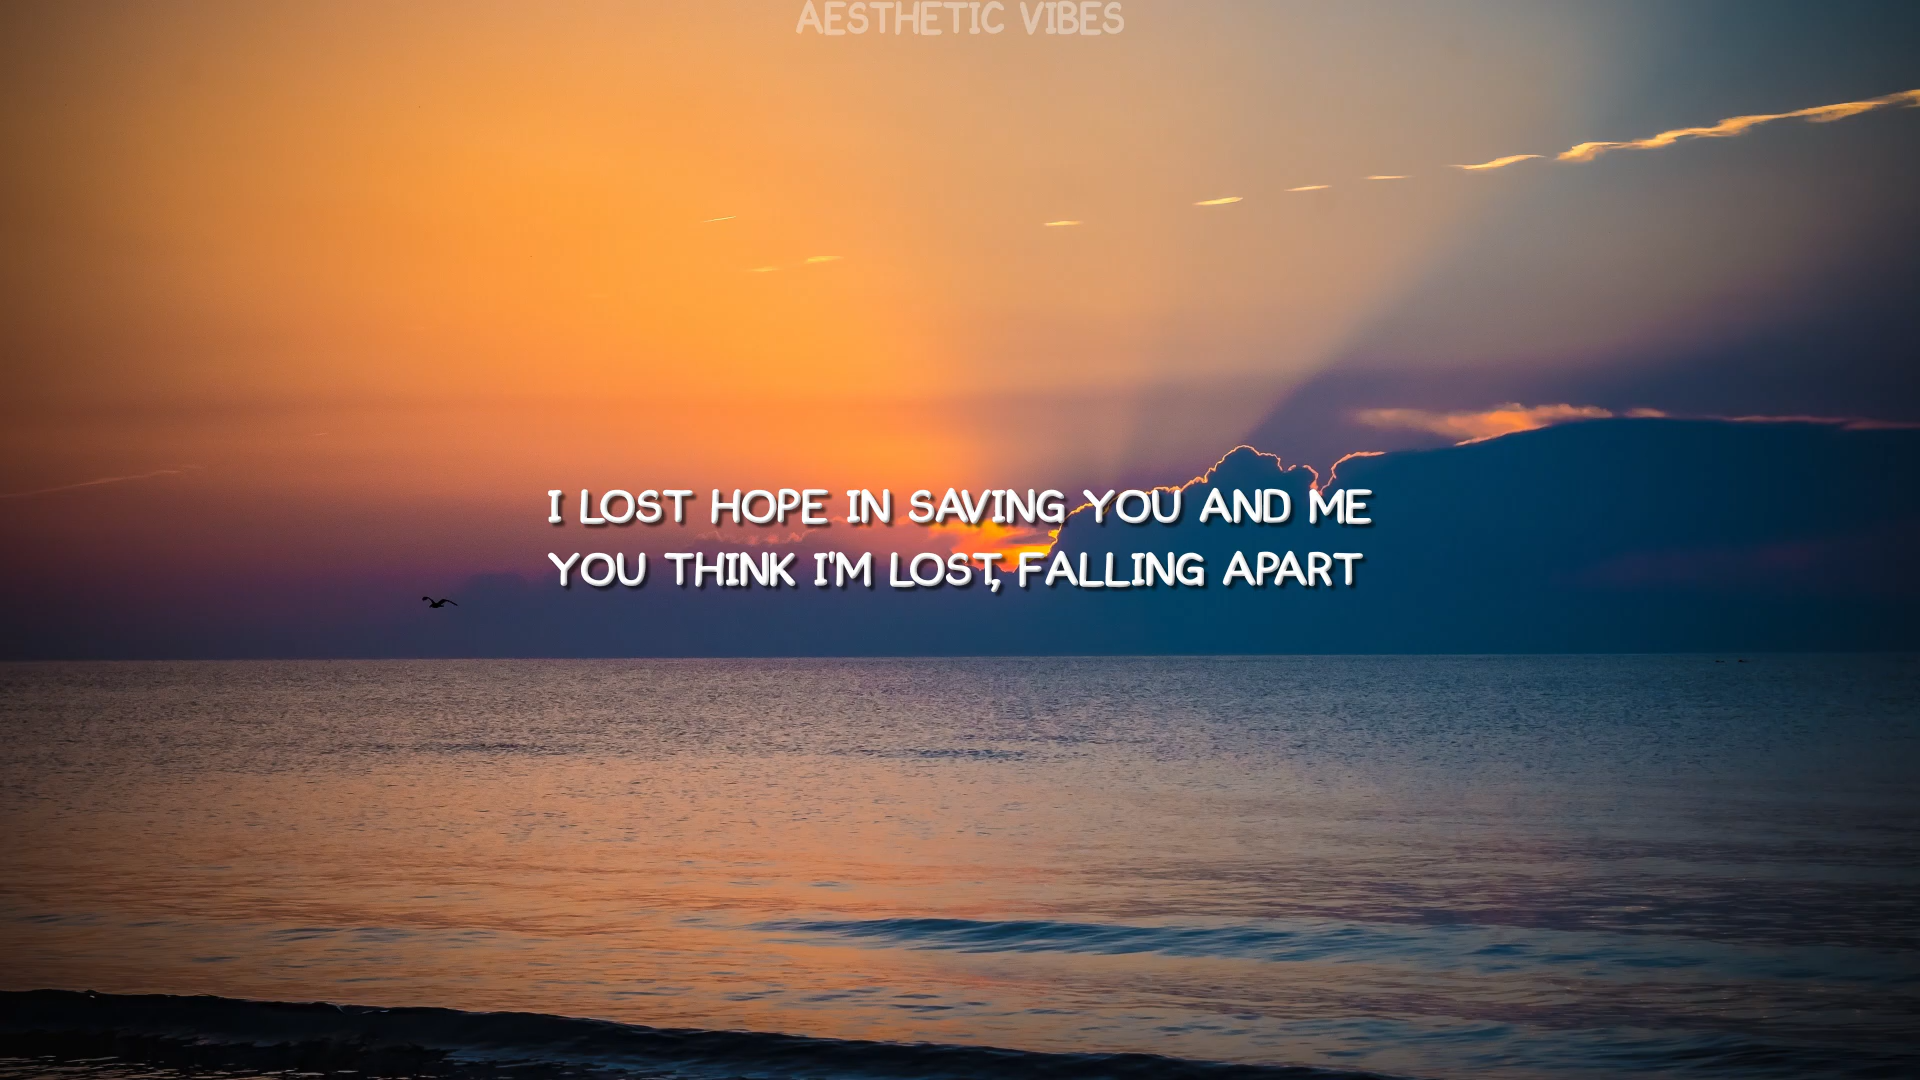 AESTHETIC VIBES
I LOST HOPE IN SAVING YOU AND ME
YOU THINK I'M LOST, FALLING APART